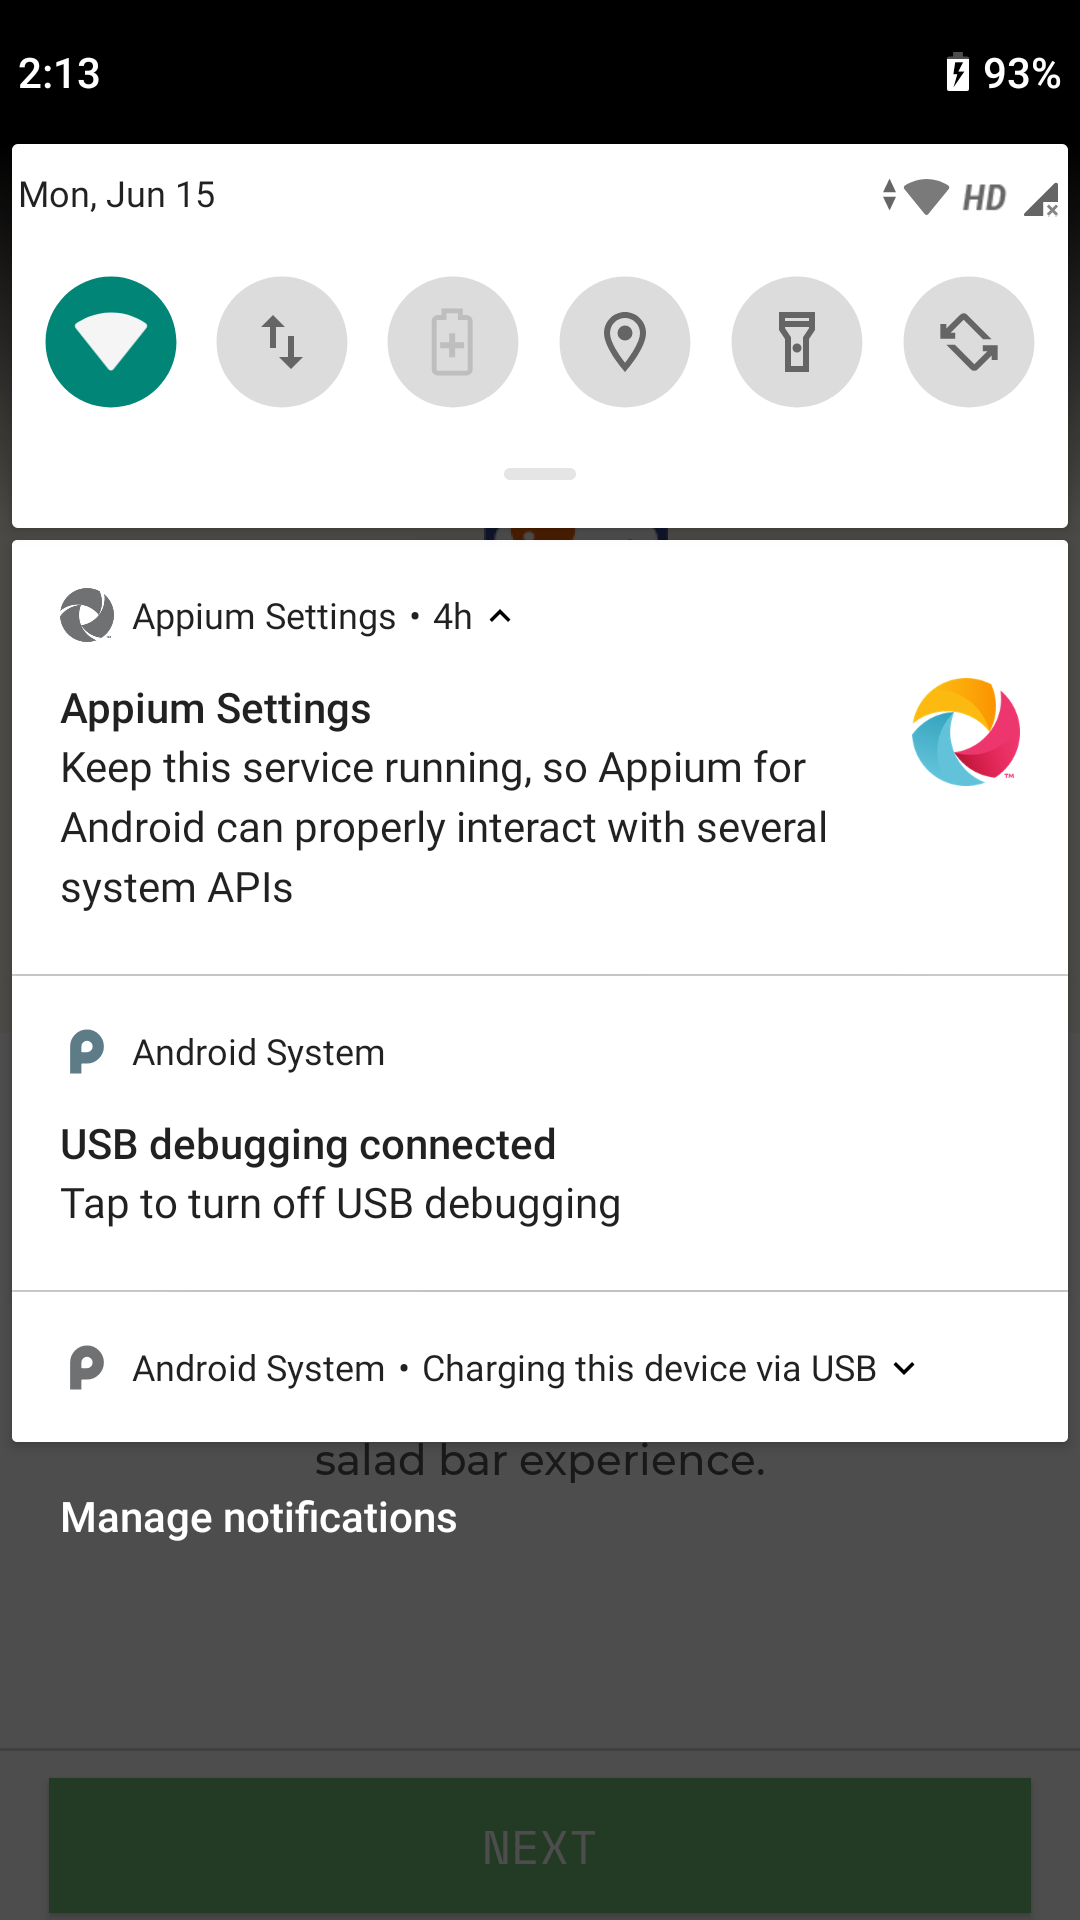 2:13
93%
Mon, Jun 15
HD
Appium Settings • 4h
Appium Settings
Keep this service running, so Appium for
Android can properly interact with several
system APIs
TM
Android System
USB debugging connected
Tap to turn off USB debugging
Android System • Charging this device via USB
salad bar experience.
Manage notifications
NEXT